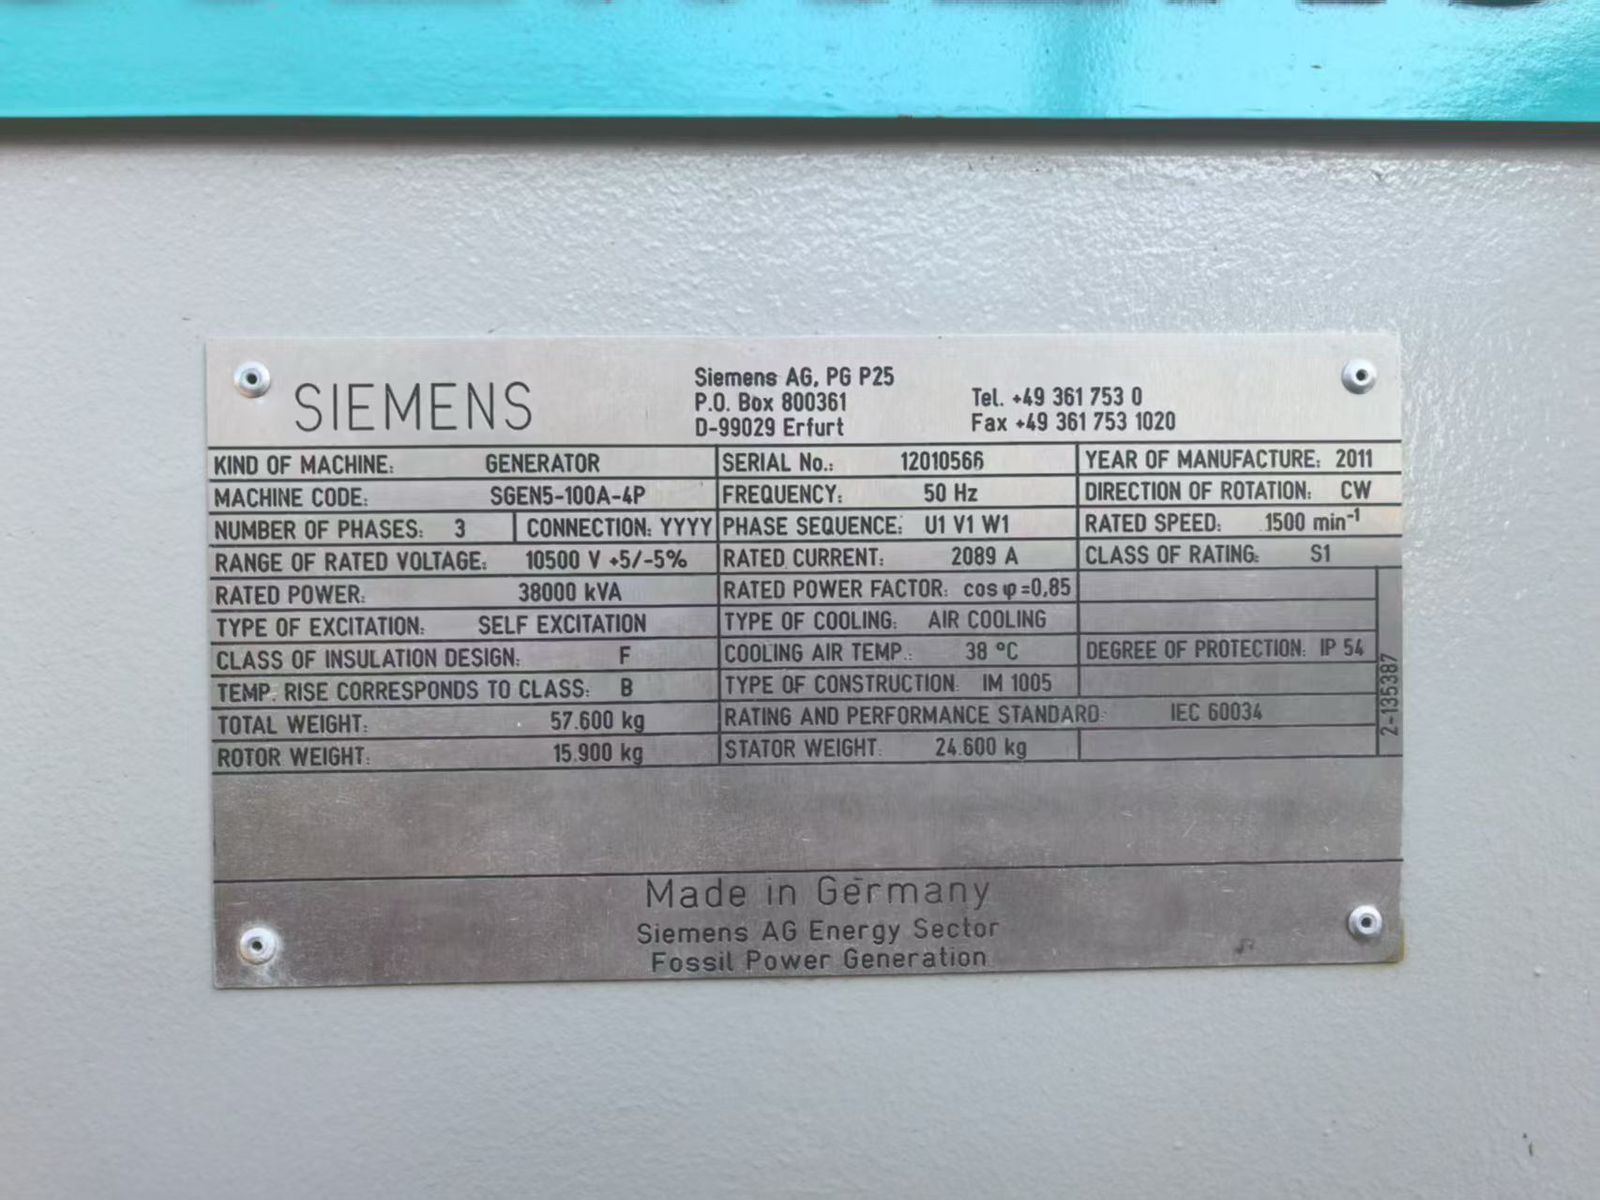 SIEMENS
Siemens AG, PG P25
P.O. Box 800361
D-99029 Erfurt
Tel. +49 361 753 0
Fax +49 361 753 1020
KIND OF MACHINE: GENERATOR SERIAL No.: 12010566 YEAR OF MANUFACTURE: 2011
MACHINE CODE: SGEN5-100A-4P FREQUENCY: 50 Hz DIRECTION OF ROTATION: CW
NUMBER OF PHASES: 3 CONNECTION: YYYY PHASE SEQUENCE: U1 V1 W1 RATED SPEED: 1500 min⁻¹
RANGE OF RATED VOLTAGE: 10500 V +5/-5% RATED CURRENT: 2089 A CLASS OF RATING: S1
RATED POWER: 38000 kVA RATED POWER FACTOR: cos φ=0,85
TYPE OF EXCITATION: SELF EXCITATION TYPE OF COOLING: AIR COOLING
CLASS OF INSULATION DESIGN: F COOLING AIR TEMP.: 38 °C DEGREE OF PROTECTION: IP 54
TEMP. RISE CORRESPONDS TO CLASS: B TYPE OF CONSTRUCTION: IM 1005
TOTAL WEIGHT: 57.600 kg RATING AND PERFORMANCE STANDARD: IEC 60034
ROTOR WEIGHT: 15.900 kg STATOR WEIGHT: 24.600 kg
2-135387
Made in Germany
Siemens AG Energy Sector
Fossil Power Generation